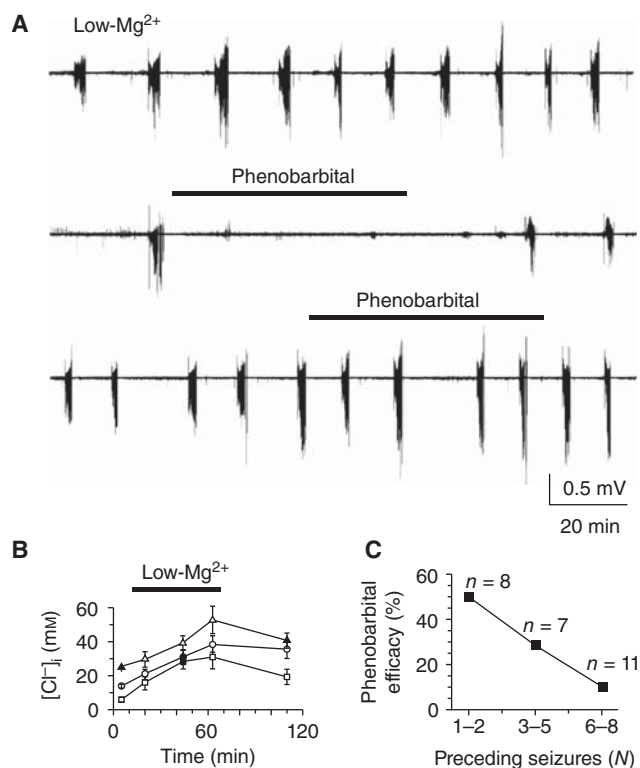 A
Low-Mg²⁺
Phenobarbital
Phenobarbital
0.5 mV
20 min
B
Low-Mg²⁺
[Cl⁻]ᵢ (mM)
60
40
20
0
0
60
120
Time (min)
C
Phenobarbital
efficacy (%)
60
50
40
20
0
n = 8
n = 7
n = 11
1–2
3–5
6–8
Preceding seizures (N)